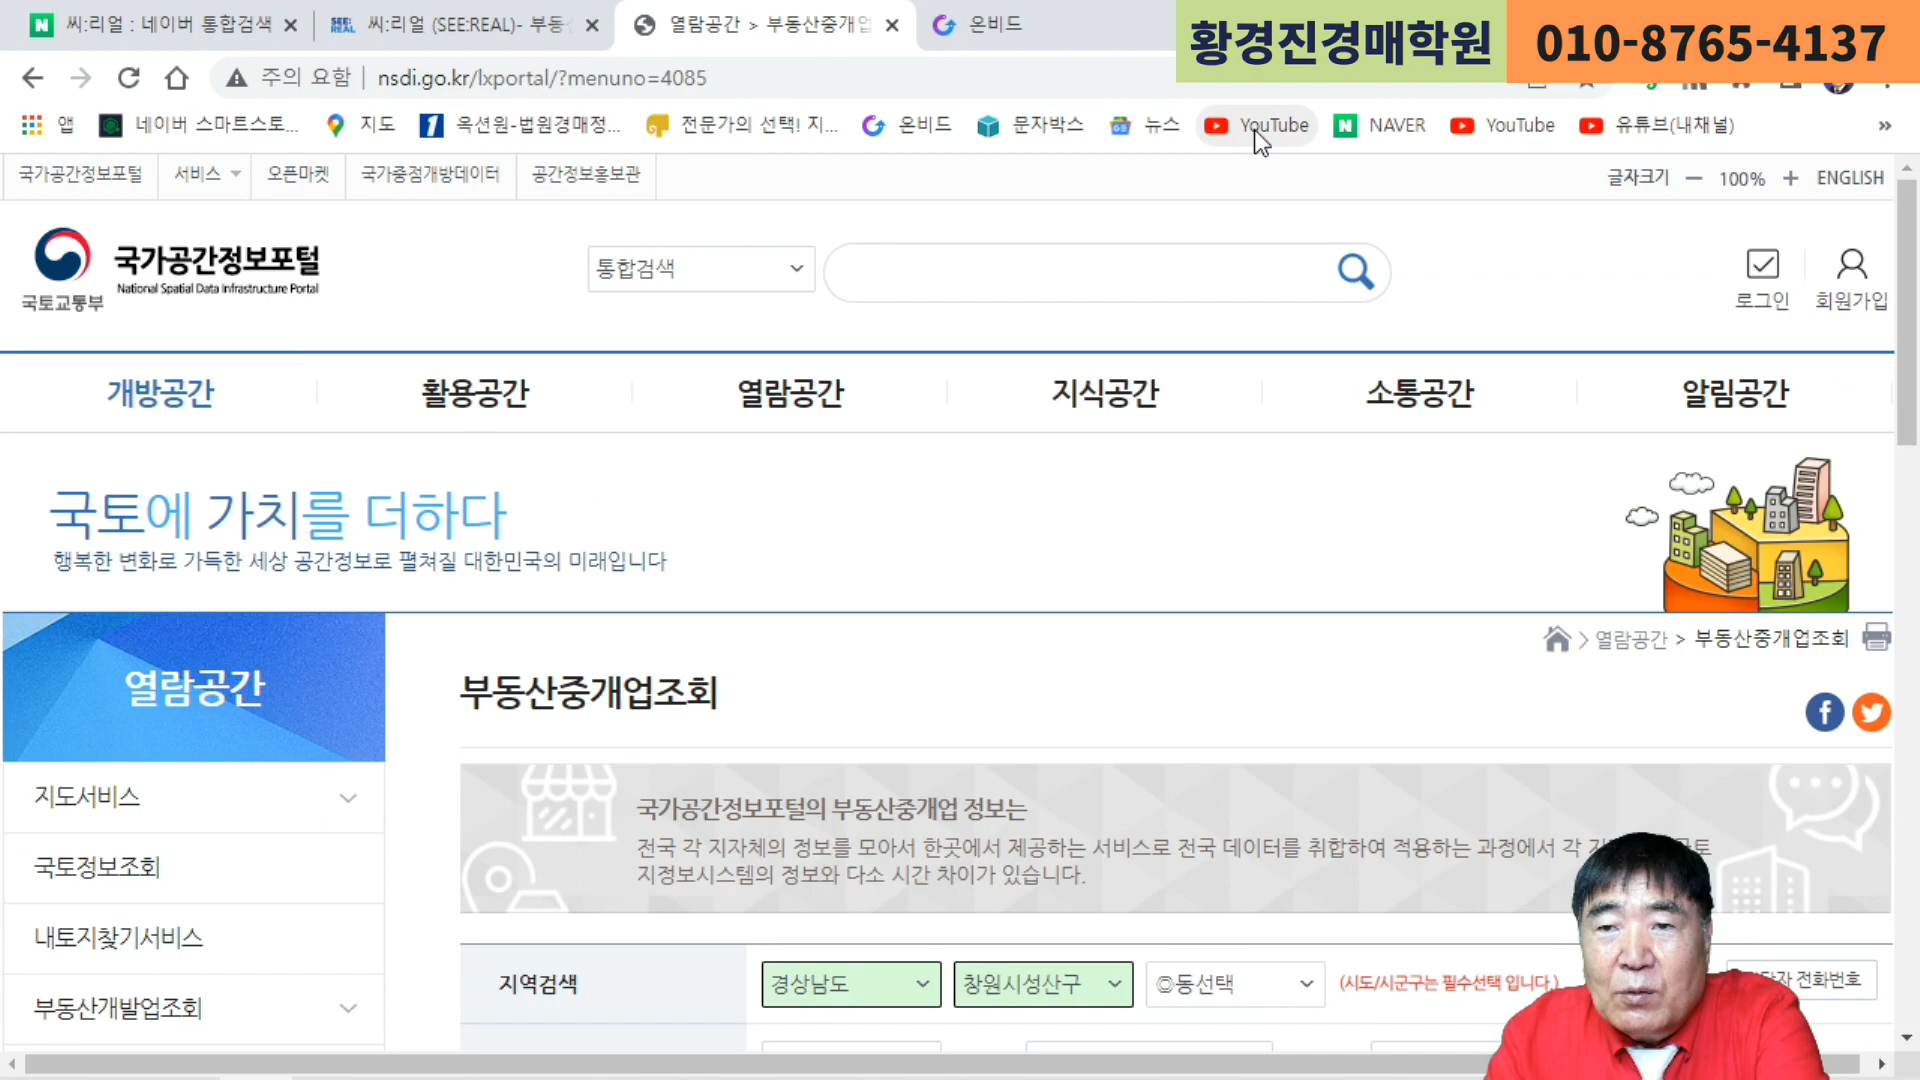 씨:리얼 : 네이버 통합검색
씨:리얼 (SEE:REAL)- 부동
열람공간 > 부동산중개업
온비드
황경진경매학원
010-8765-4137
주의 요함
nsdi.go.kr/lxportal/?menuno=4085
앱
네이버 스마트스토...
지도
옥션원-법원경매정...
전문가의 선택! 지...
온비드
문자박스
뉴스
YouTube
NAVER
YouTube
유튜브(내채널)
국가공간정보포털
서비스
오픈마켓
국가중점개방데이터
공간정보홍보관
글자크기
100%
ENGLISH
국토교통부
국가공간정보포털
National Spatial Data Infrastructure Portal
통합검색
로그인
회원가입
개방공간
활용공간
열람공간
지식공간
소통공간
알림공간
국토에 가치를 더하다
행복한 변화로 가득한 세상 공간정보로 펼쳐질 대한민국의 미래입니다
열람공간
열람공간 > 부동산중개업조회
부동산중개업조회
지도서비스
국토정보조회
내토지찾기서비스
부동산개발업조회
국가공간정보포털의 부동산중개업 정보는
전국 각 지자체의 정보를 모아서 한곳에서 제공하는 서비스로 전국 데이터를 취합하여 적용하는 과정에서 각
지정보시스템의 정보와 다소 시간 차이가 있습니다.
지역검색
경상남도
창원시성산구
◎동선택
(시도/시군구는 필수선택 입니다.)
전화번호